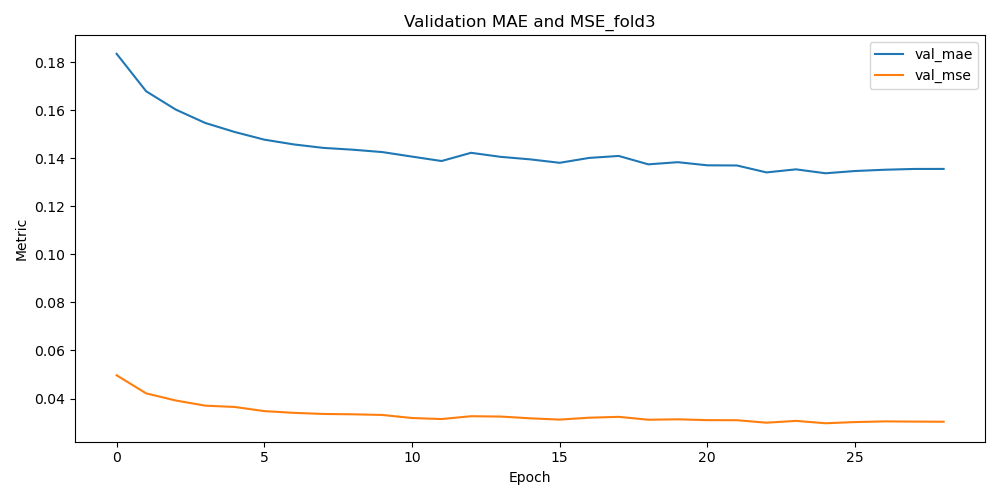 Validation MAE and MSE_fold3
val_mae
val_mse
Metric
0.18
0.16
0.14
0.12
0.10
0.08
0.06
0.04
0 5 10 15 20 25
Epoch